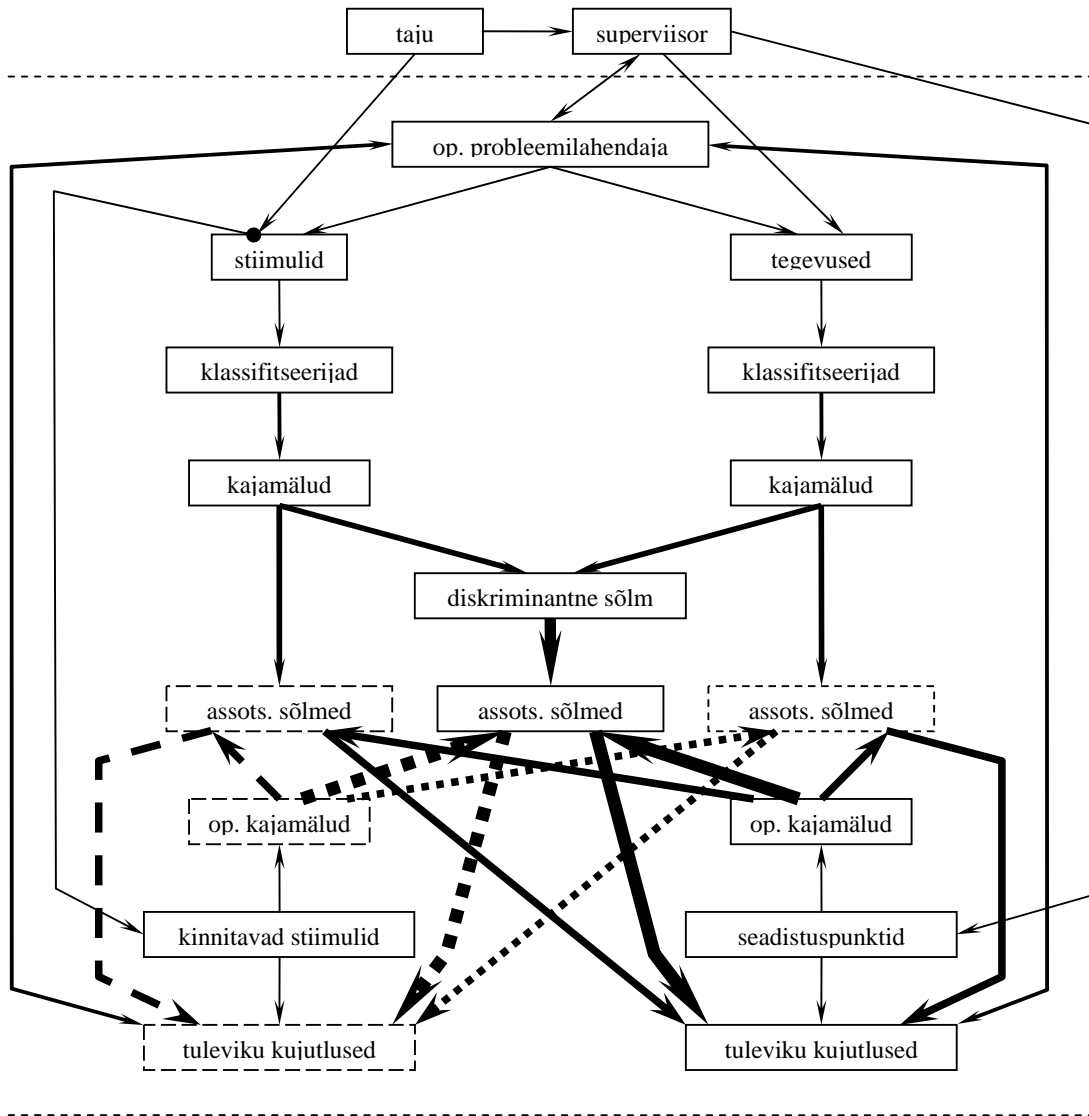 taju
superviisor
op. probleemilahendaja
stiimulid
tegevused
klassifitseerijad
klassifitseerijad
kajamälud
kajamälud
diskriminantne sõlm
assots. sõlmed
assots. sõlmed
assots. sõlmed
op. kajamälud
op. kajamälud
kinnitavad stiimulid
seadistuspunktid
tuleviku kujutlused
tuleviku kujutlused